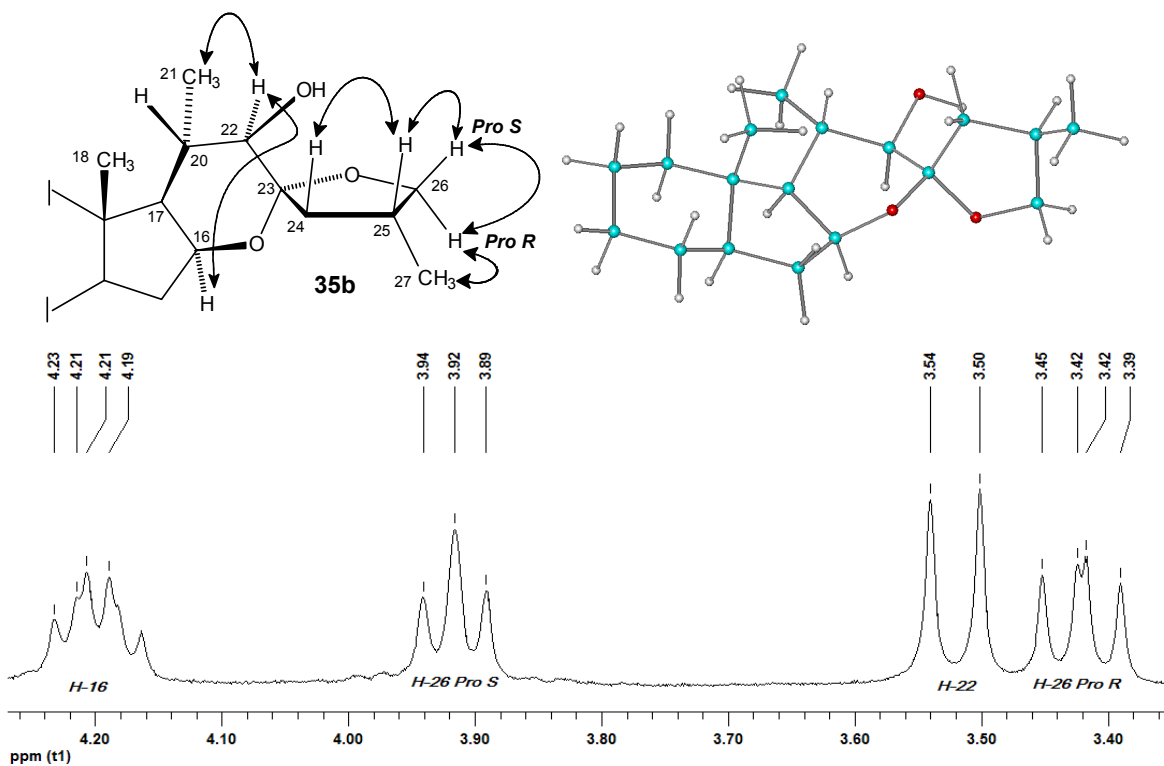 21 CH3
H
OH
H
22
Pro S
H
H
H
18 CH3
20
O
23
26
17
24
25
H
Pro R
16
O
27 CH3
H
35b
4.23
4.21
4.21
4.19
3.94
3.92
3.89
3.54
3.50
3.45
3.42
3.42
3.39
H-16
H-26 Pro S
H-22
H-26 Pro R
4.20
4.10
4.00
3.90
3.80
3.70
3.60
3.50
3.40
ppm (t1)